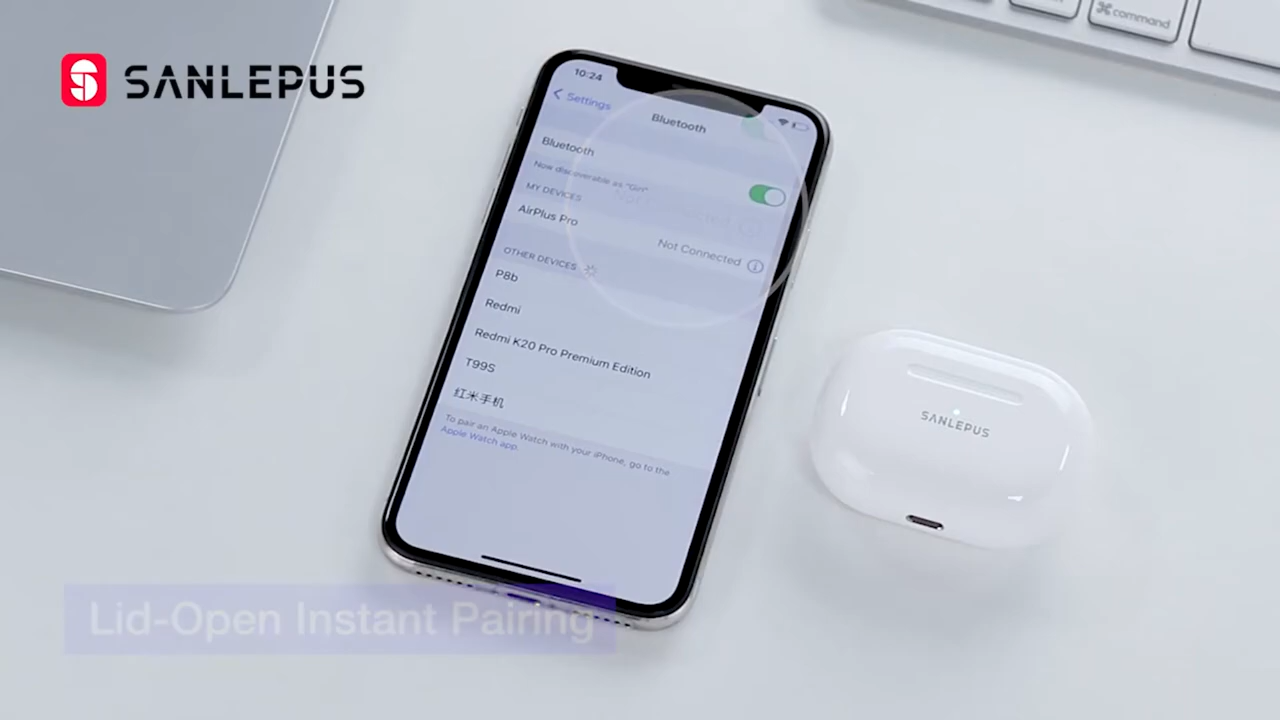 SANLEPUS
⌘command
10:24
Settings
Bluetooth
Bluetooth
Now discoverable as "Girl"
MY DEVICES
AirPlus Pro
Not Connected
OTHER DEVICES
P8b
Redmi
Redmi K20 Pro Premium Edition
T99S
红米手机
To pair an Apple Watch with your iPhone, go to the
Apple Watch app.
SANLEPUS
Lid-Open Instant Pairing